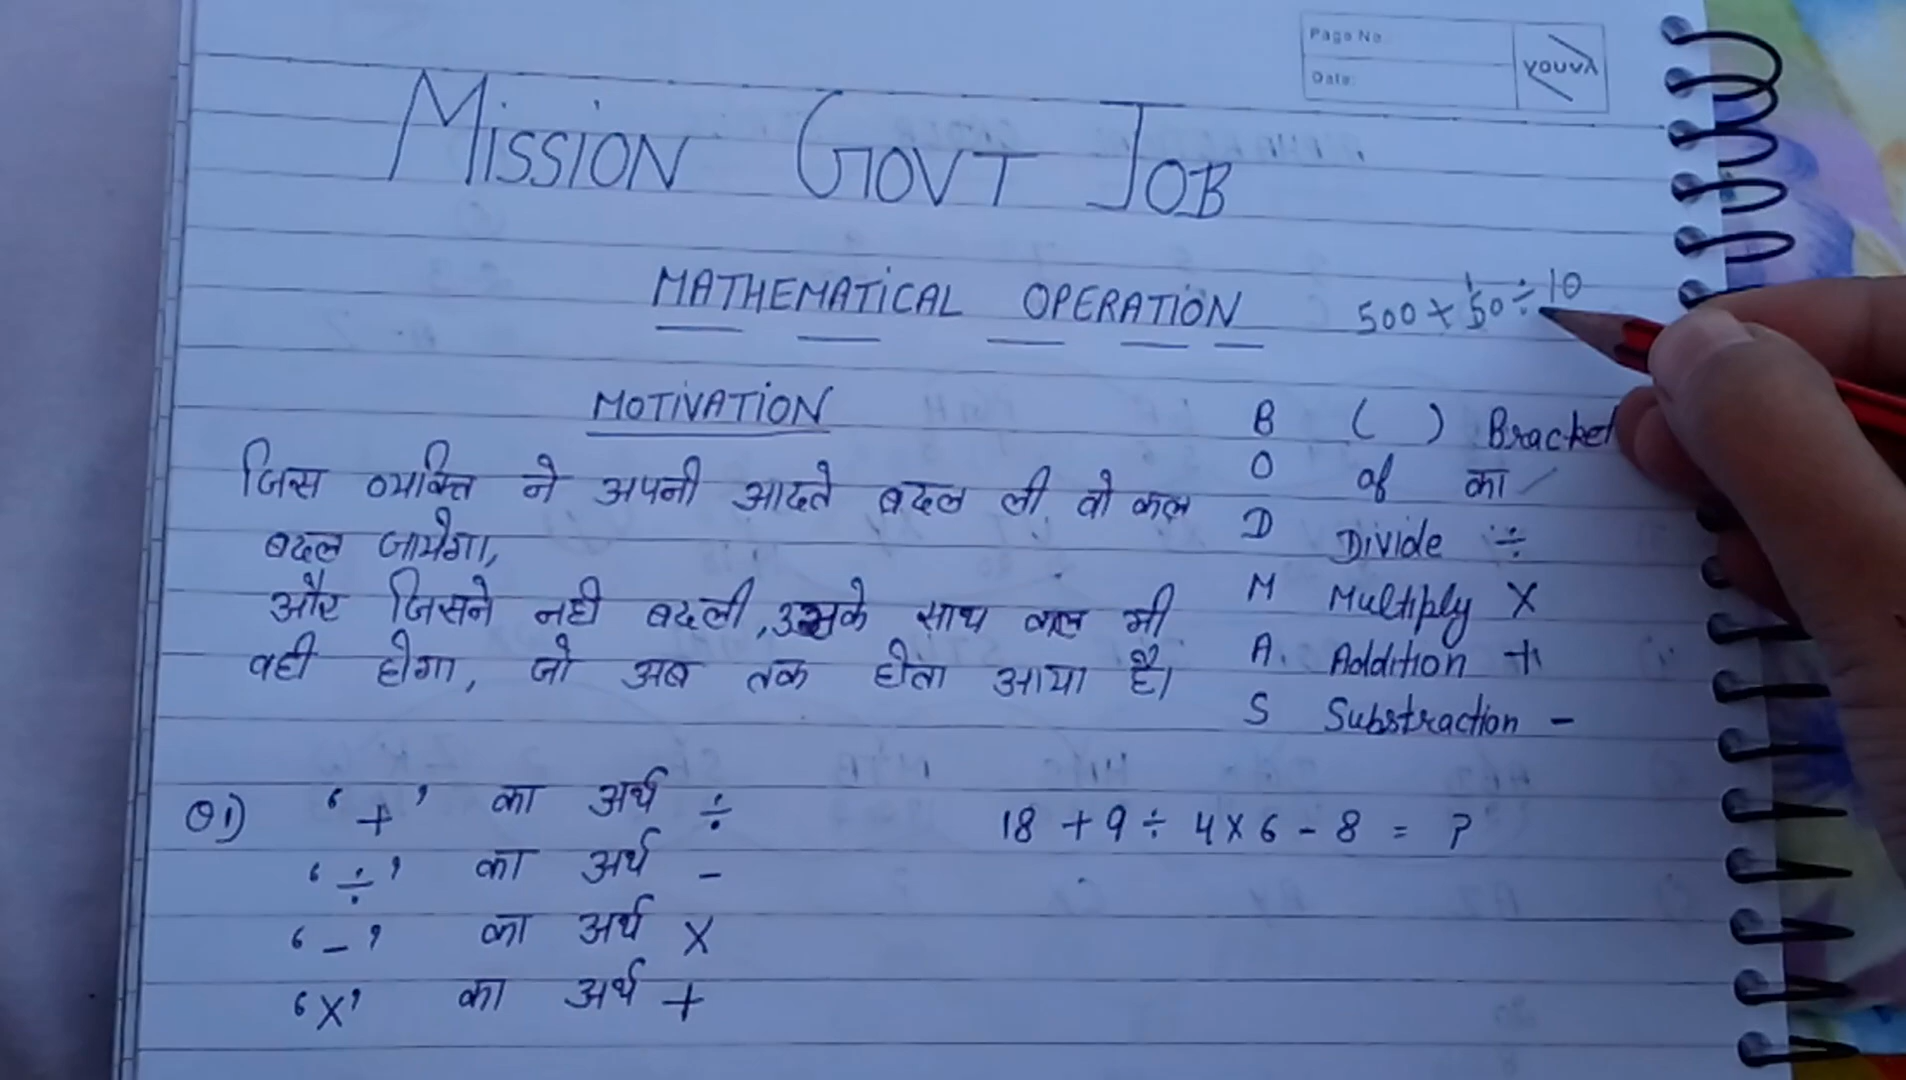 Page No.
Date:
youva
MISSION GOVT JOB
MATHEMATICAL OPERATION
500 × 50 ÷ 10
MOTIVATION
जिस व्यक्ति ने अपनी आदते बदल ली वो कल
बदल जायेगा,
और जिसने नही बदली, उसके साथ कल भी
वही होगा, जो अब तक होता आया है।
B ( ) Bracket
O of का
D Divide ÷
M Multiply ×
A. Addition +
S Substraction -
Q1) '+' का अर्थ ÷
'÷' का अर्थ -
'-' का अर्थ ×
'×' का अर्थ +
18 + 9 ÷ 4 × 6 - 8 = ?